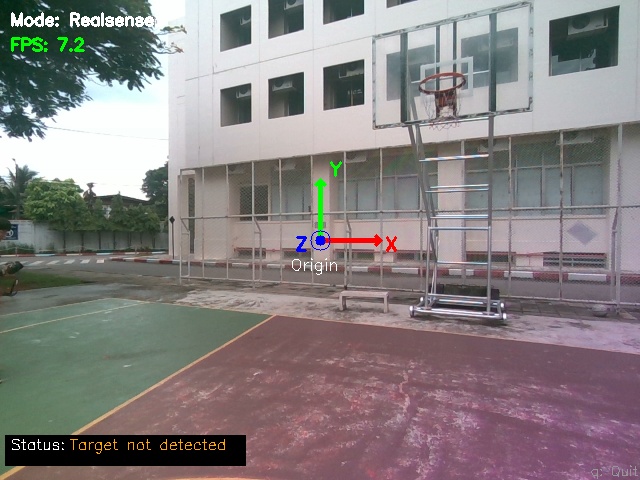 Mode: Realsense
FPS: 7.2
Y
Z
X
Origin
Status: Target not detected
q: Quit